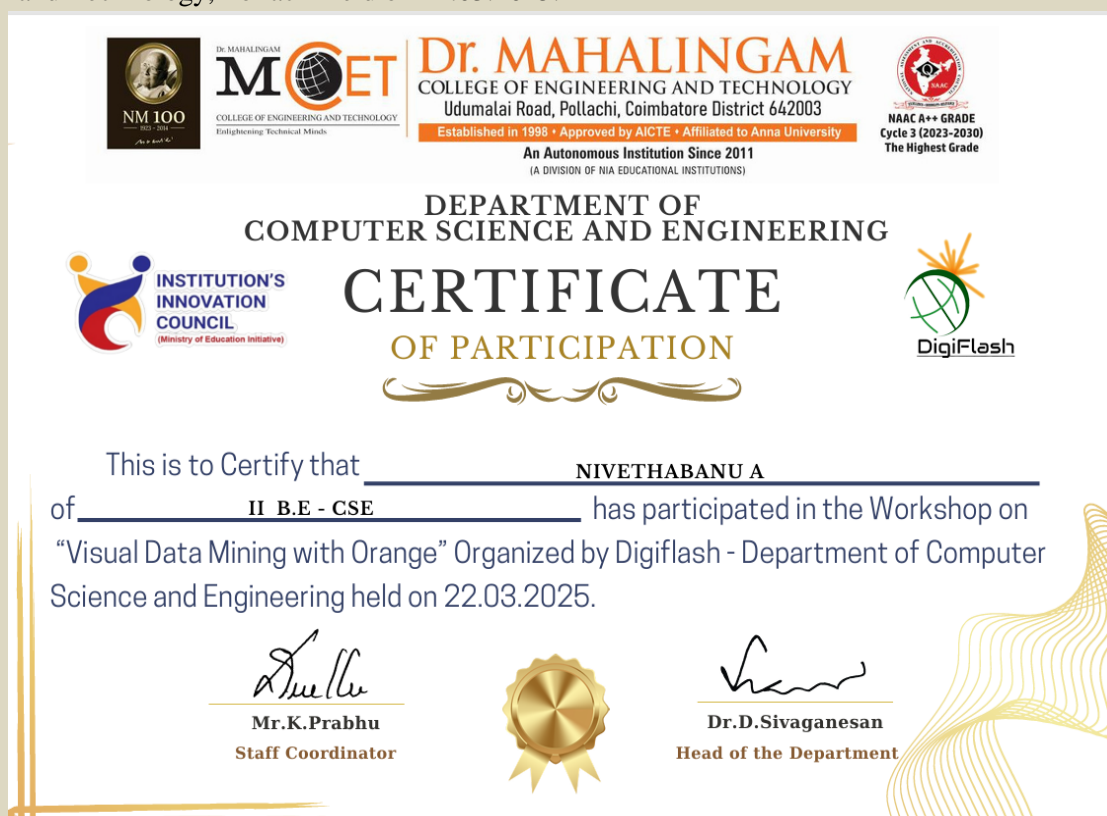 NM 100
1923 - 2014
Dr. MAHALINGAM
MCET
COLLEGE OF ENGINEERING AND TECHNOLOGY
Enlightening Technical Minds
Dr. MAHALINGAM
COLLEGE OF ENGINEERING AND TECHNOLOGY
Udumalai Road, Pollachi, Coimbatore District 642003
Established in 1998 • Approved by AICTE • Affiliated to Anna University
An Autonomous Institution Since 2011
(A DIVISION OF NIA EDUCATIONAL INSTITUTIONS)
NAAC
NAAC A++ GRADE
Cycle 3 (2023-2030)
The Highest Grade
DEPARTMENT OF
COMPUTER SCIENCE AND ENGINEERING
INSTITUTION'S
INNOVATION
COUNCIL
(Ministry of Education Initiative)
CERTIFICATE
OF PARTICIPATION
DigiFlash
This is to Certify that NIVETHABANU A
of II B.E - CSE has participated in the Workshop on
“Visual Data Mining with Orange” Organized by Digiflash - Department of Computer
Science and Engineering held on 22.03.2025.
Mr.K.Prabhu
Staff Coordinator
Dr.D.Sivaganesan
Head of the Department